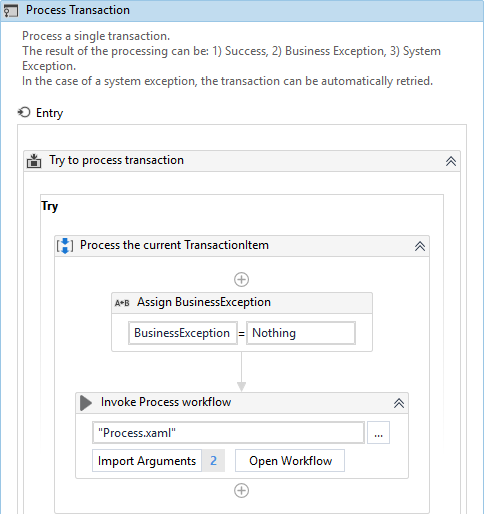 Process Transaction
Process a single transaction.
The result of the processing can be: 1) Success, 2) Business Exception, 3) System
Exception.
In the case of a system exception, the transaction can be automatically retried.
Entry
Try to process transaction
Try
Process the current TransactionItem
A+B Assign BusinessException
BusinessException = Nothing
Invoke Process workflow
"Process.xaml" ...
Import Arguments 2 Open Workflow